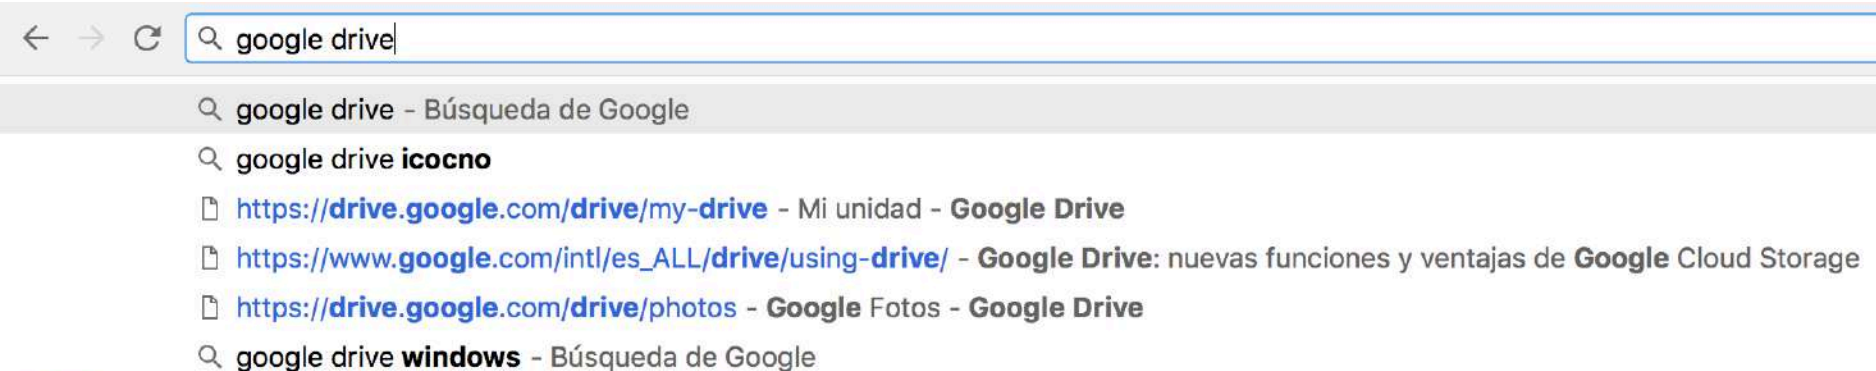 google drive
google drive - Búsqueda de Google
google drive icocno
https://drive.google.com/drive/my-drive - Mi unidad - Google Drive
https://www.google.com/intl/es_ALL/drive/using-drive/ - Google Drive: nuevas funciones y ventajas de Google Cloud Storage
https://drive.google.com/drive/photos - Google Fotos - Google Drive
google drive windows - Búsqueda de Google